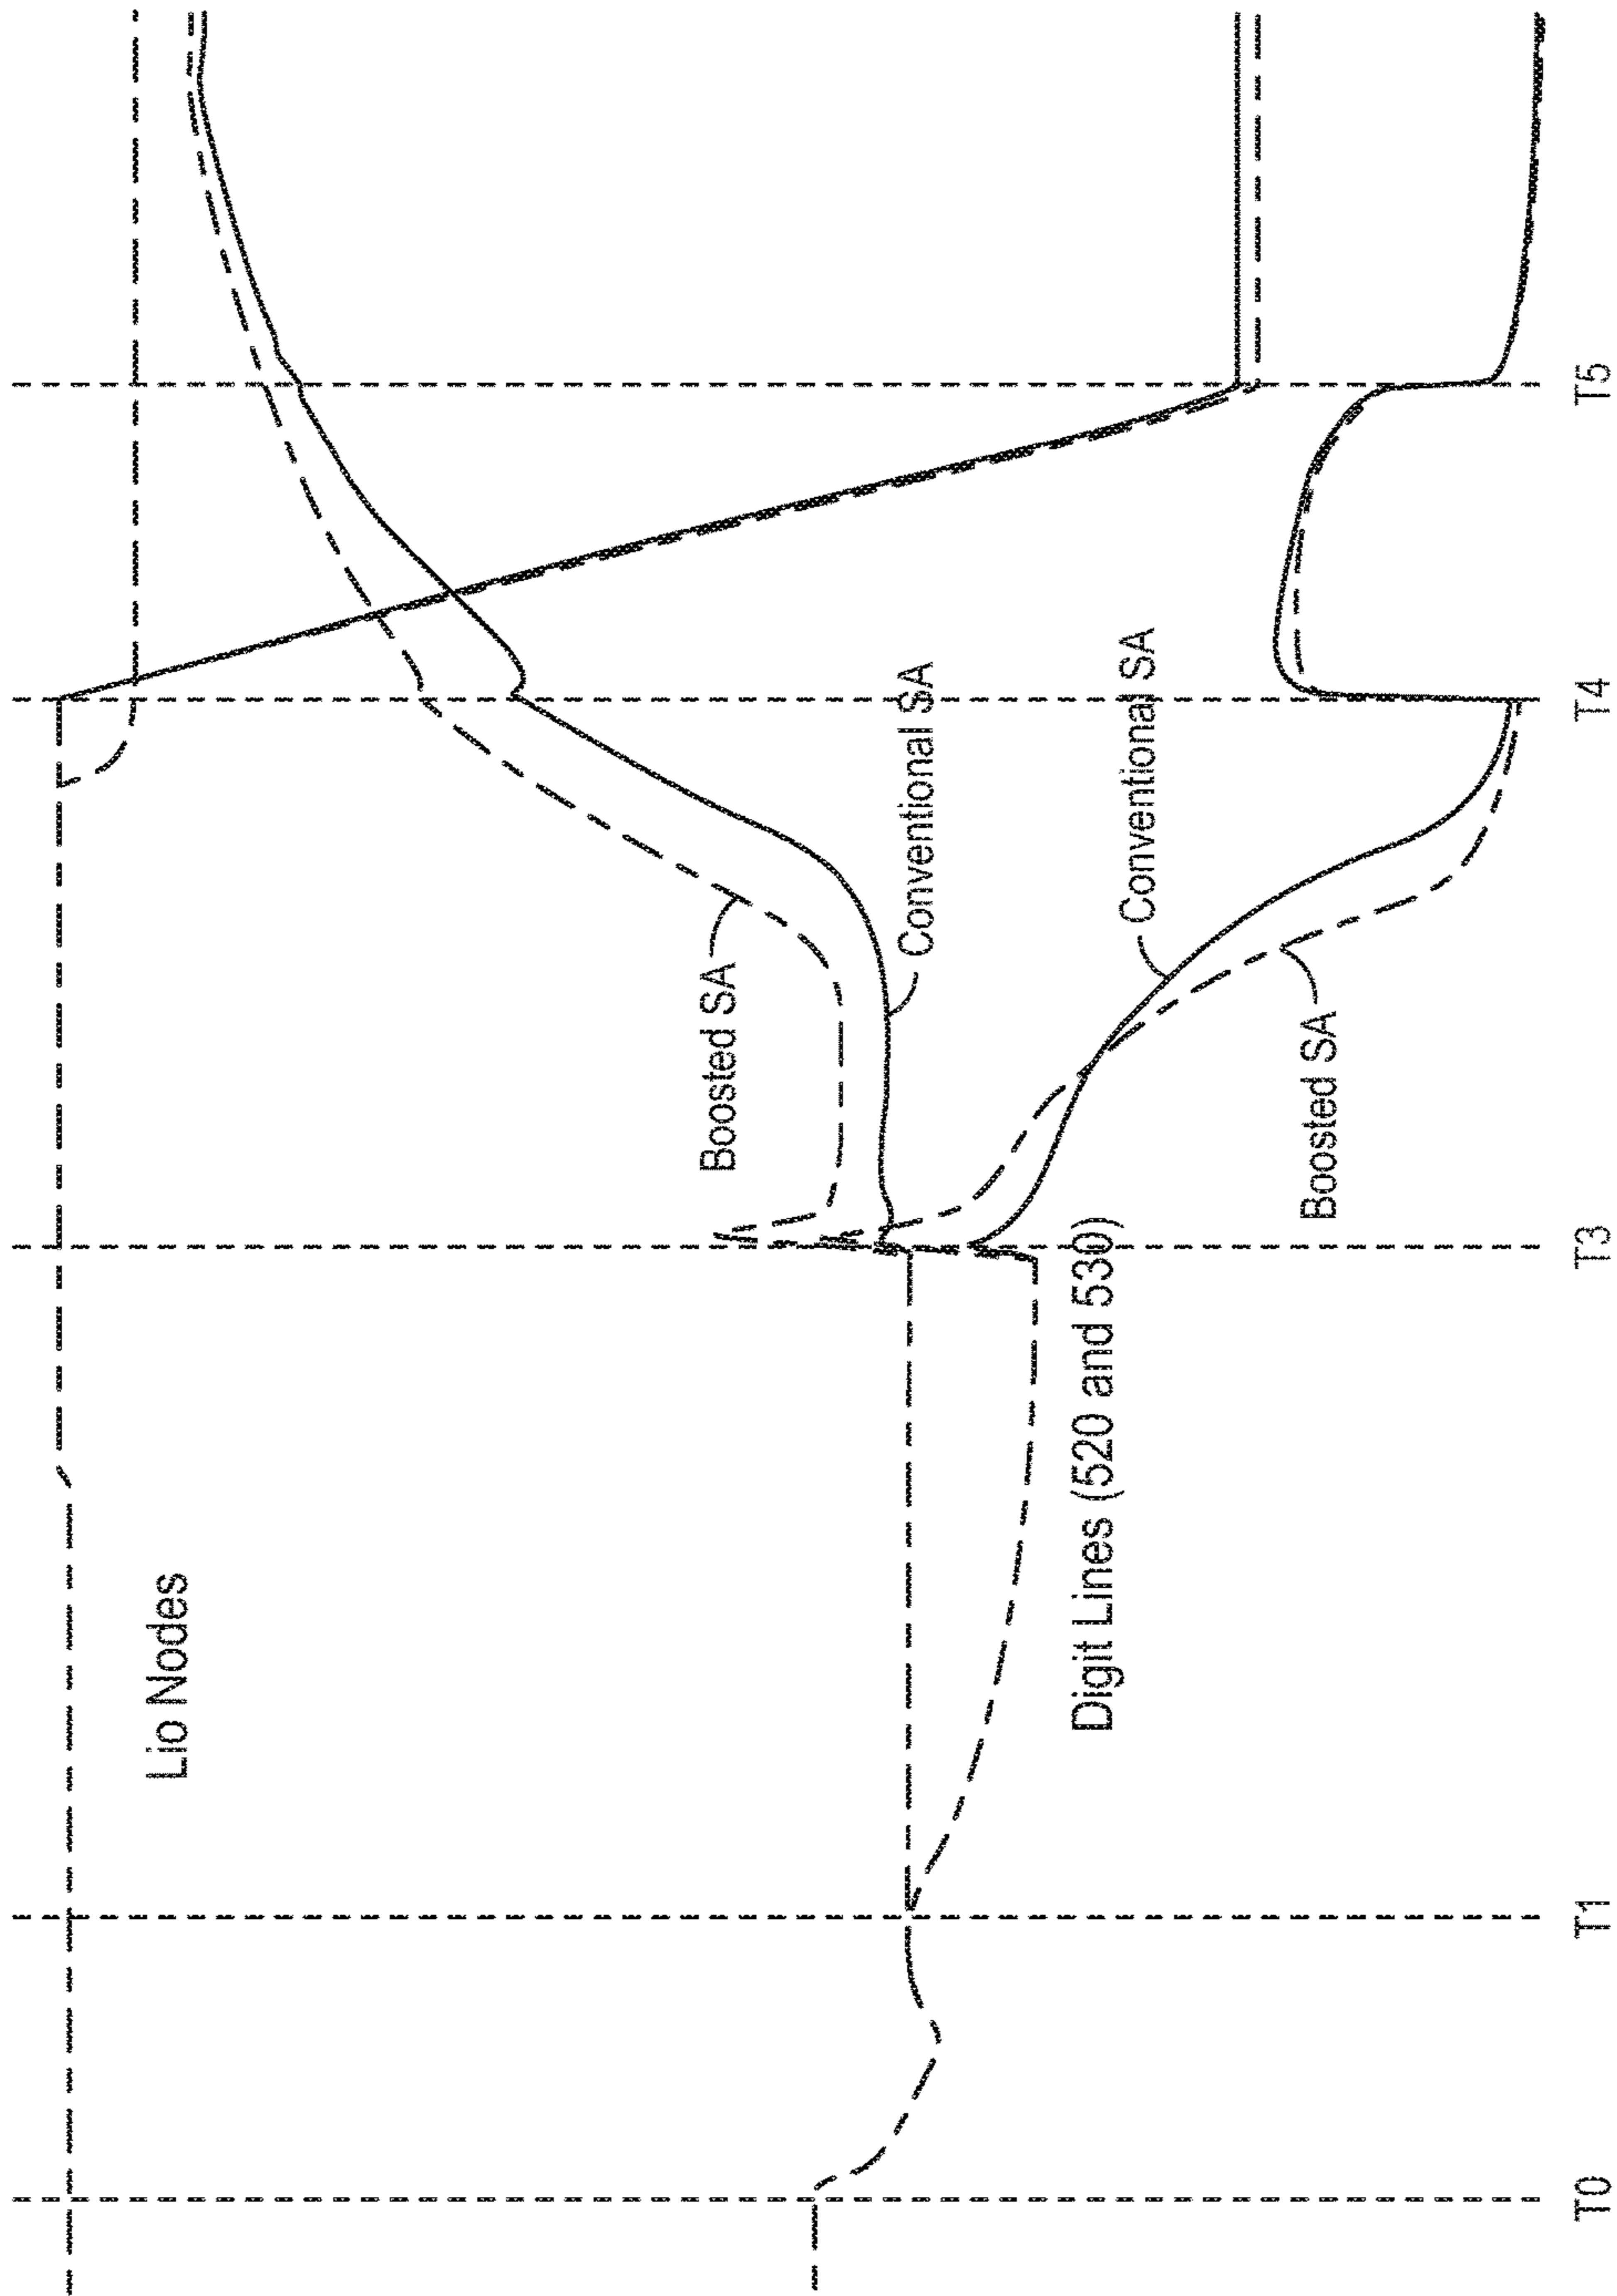 Lio Nodes
Boosted SA
Conventional SA
Digit Lines (520 and 530)
Conventional SA
Boosted SA
T0
T1
T3
T4
T5